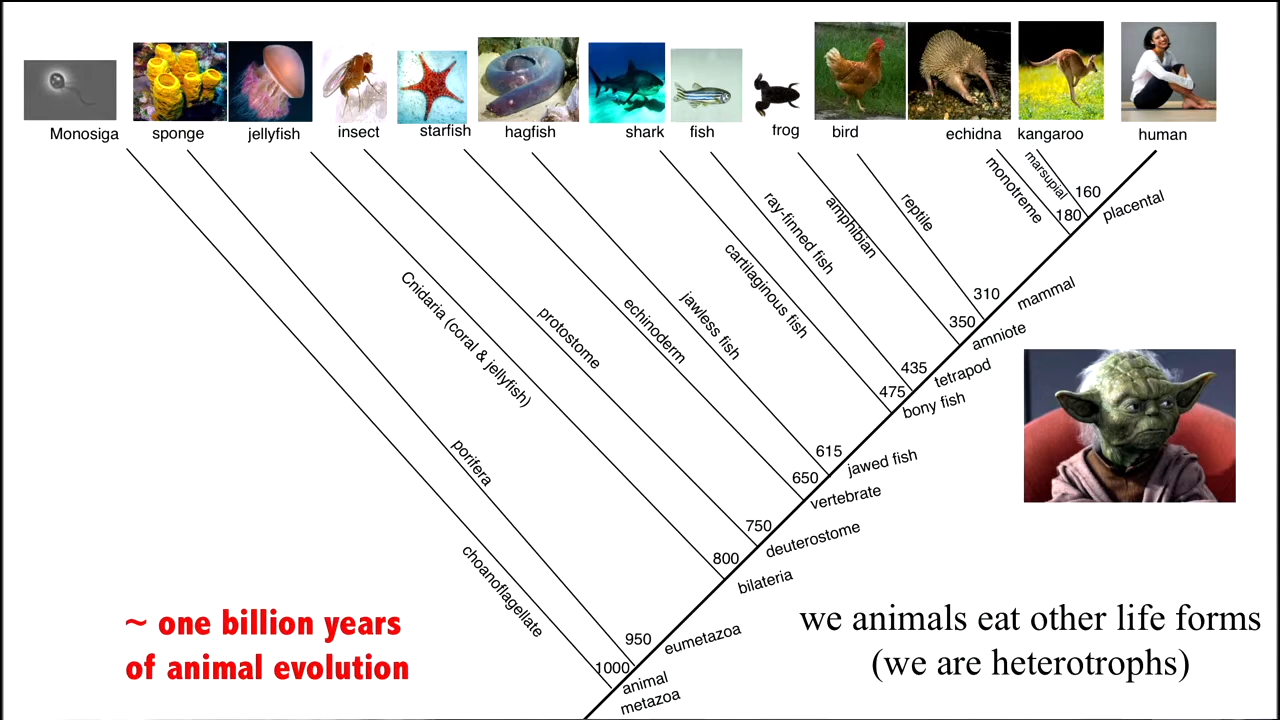 Monosiga
sponge
jellyfish
insect
starfish
hagfish
shark
fish
frog
bird
echidna
kangaroo
human
marsupial
monotreme
160
180
placental
reptile
amphibian
ray-finned fish
cartilaginous fish
jawless fish
echinoderm
protostome
Cnidaria (coral & jellyfish)
porifera
choanoflagellate
310
mammal
350
amniote
435
tetrapod
475
bony fish
615
jawed fish
650
vertebrate
750
deuterostome
800
bilateria
950
eumetazoa
1000
animal
metazoa
~ one billion years
of animal evolution
we animals eat other life forms
(we are heterotrophs)